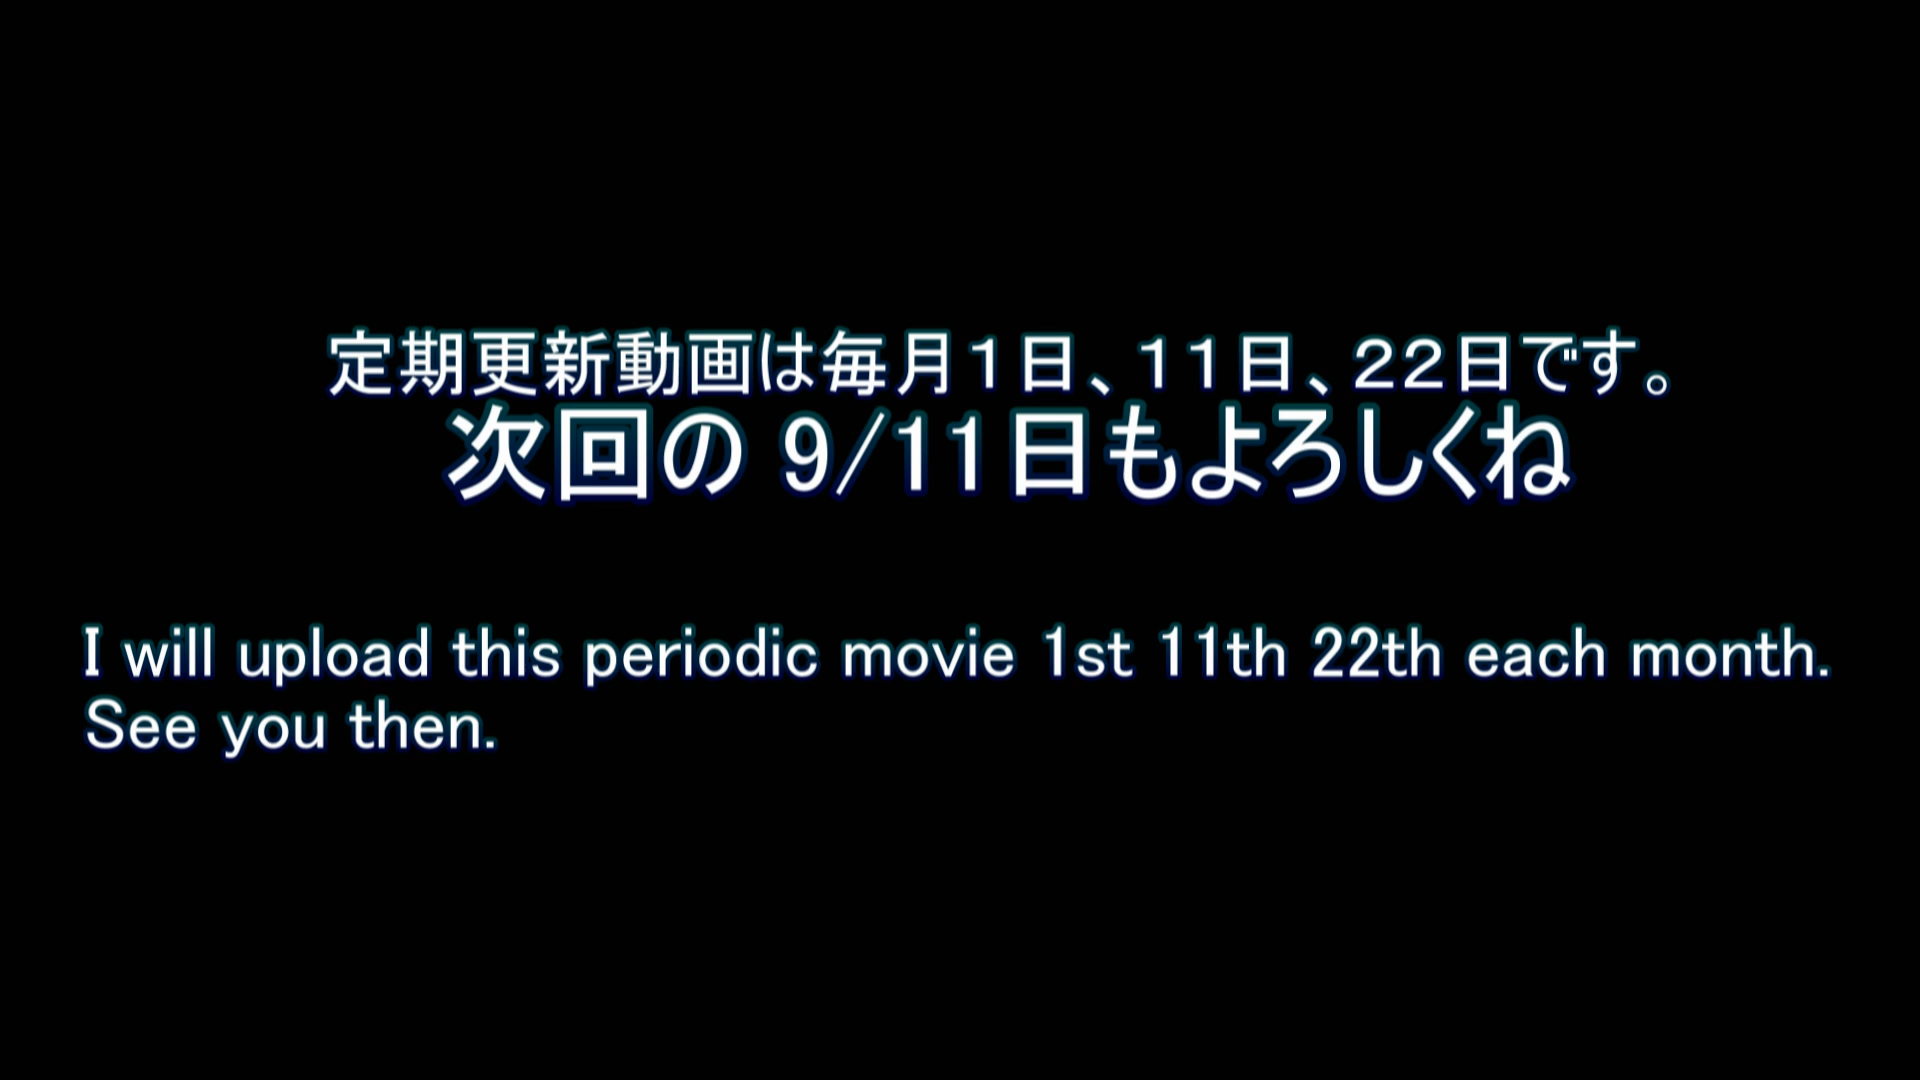 定期更新動画は毎月１日、１１日、２２日です。
次回の 9/11日もよろしくね
I will upload this periodic movie 1st 11th 22th each month.
See you then.